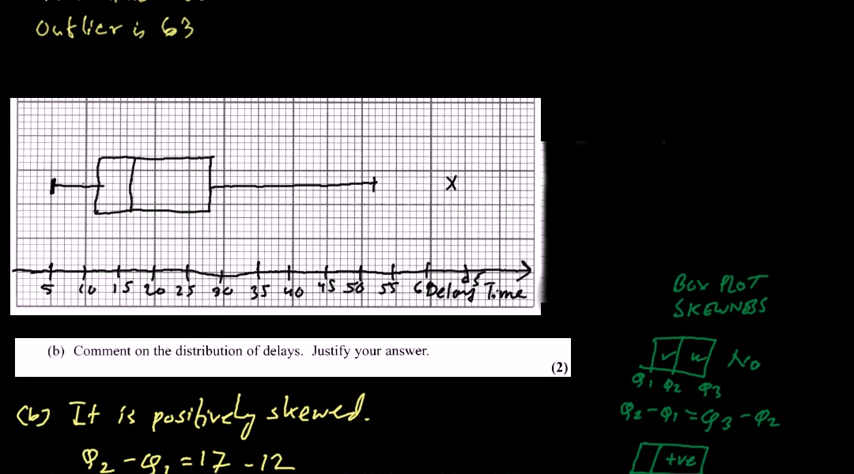 Outlier is 63
5 10 15 20 25 30 35 40 45 50 55 60 65
Delay Time
(b) Comment on the distribution of delays. Justify your answer.
(2)
(b) It is positively skewed.
Q2 - Q1 = 17 - 12
BOX PLOT
SKEWNESS
No
Q1 Q2 Q3
Q2 - Q1 = Q3 - Q2
+ve